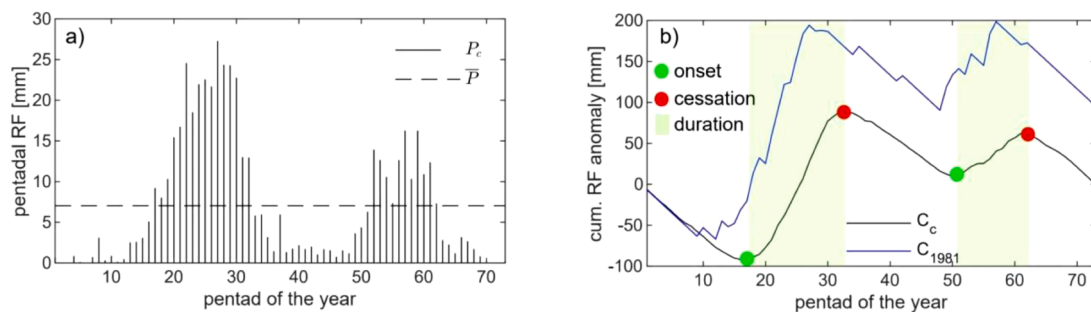 a)
pentadal RF [mm]
30
25
20
15
10
5
0
P_c
P̅
10 20 30 40 50 60 70
pentad of the year
b)
cum. RF anomaly [mm]
200
150
100
50
0
-50
-100
onset
cessation
duration
C_c
C_1981
10 20 30 40 50 60 70
pentad of the year